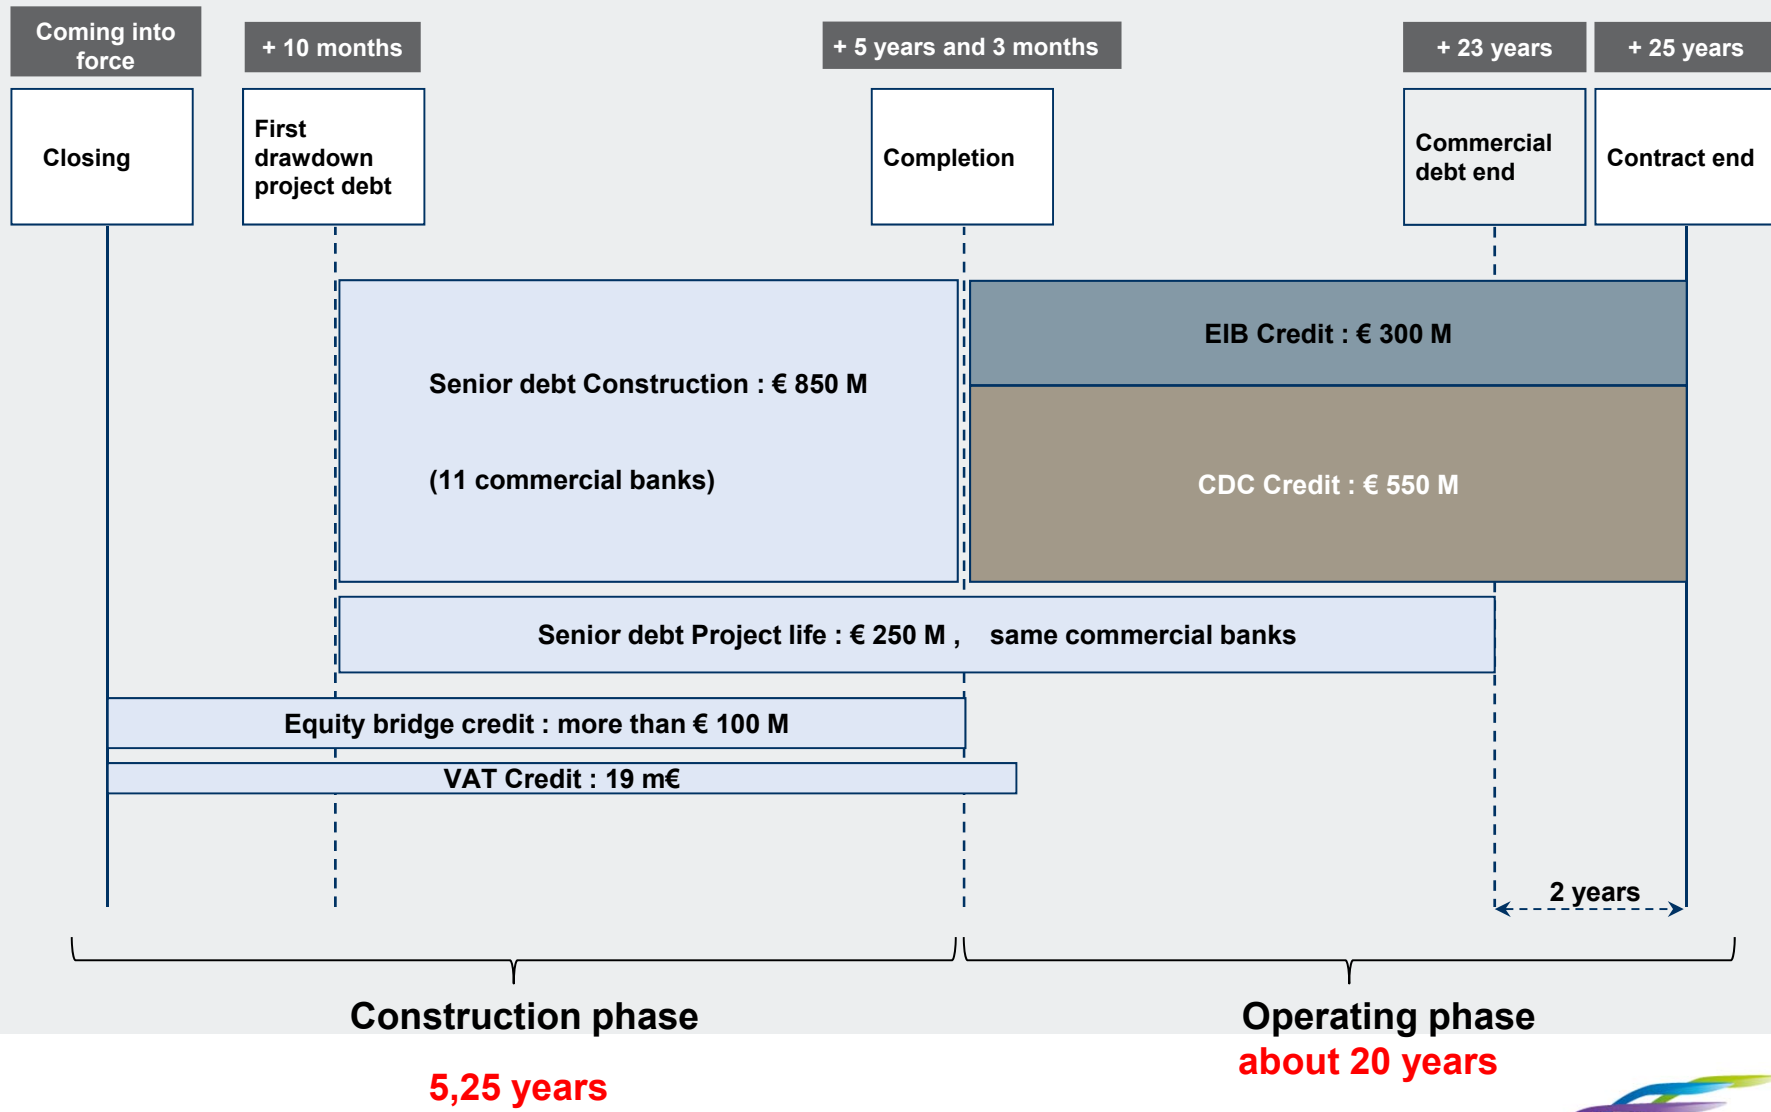 Coming into
force
+ 10 months
+ 5 years and 3 months
+ 23 years
+ 25 years
Closing
First
drawdown
project debt
Completion
Commercial
debt end
Contract end
Senior debt Construction : € 850 M
(11 commercial banks)
EIB Credit : € 300 M
CDC Credit : € 550 M
Senior debt Project life : € 250 M , same commercial banks
Equity bridge credit : more than € 100 M
VAT Credit : 19 m€
2 years
Construction phase
5,25 years
Operating phase
about 20 years